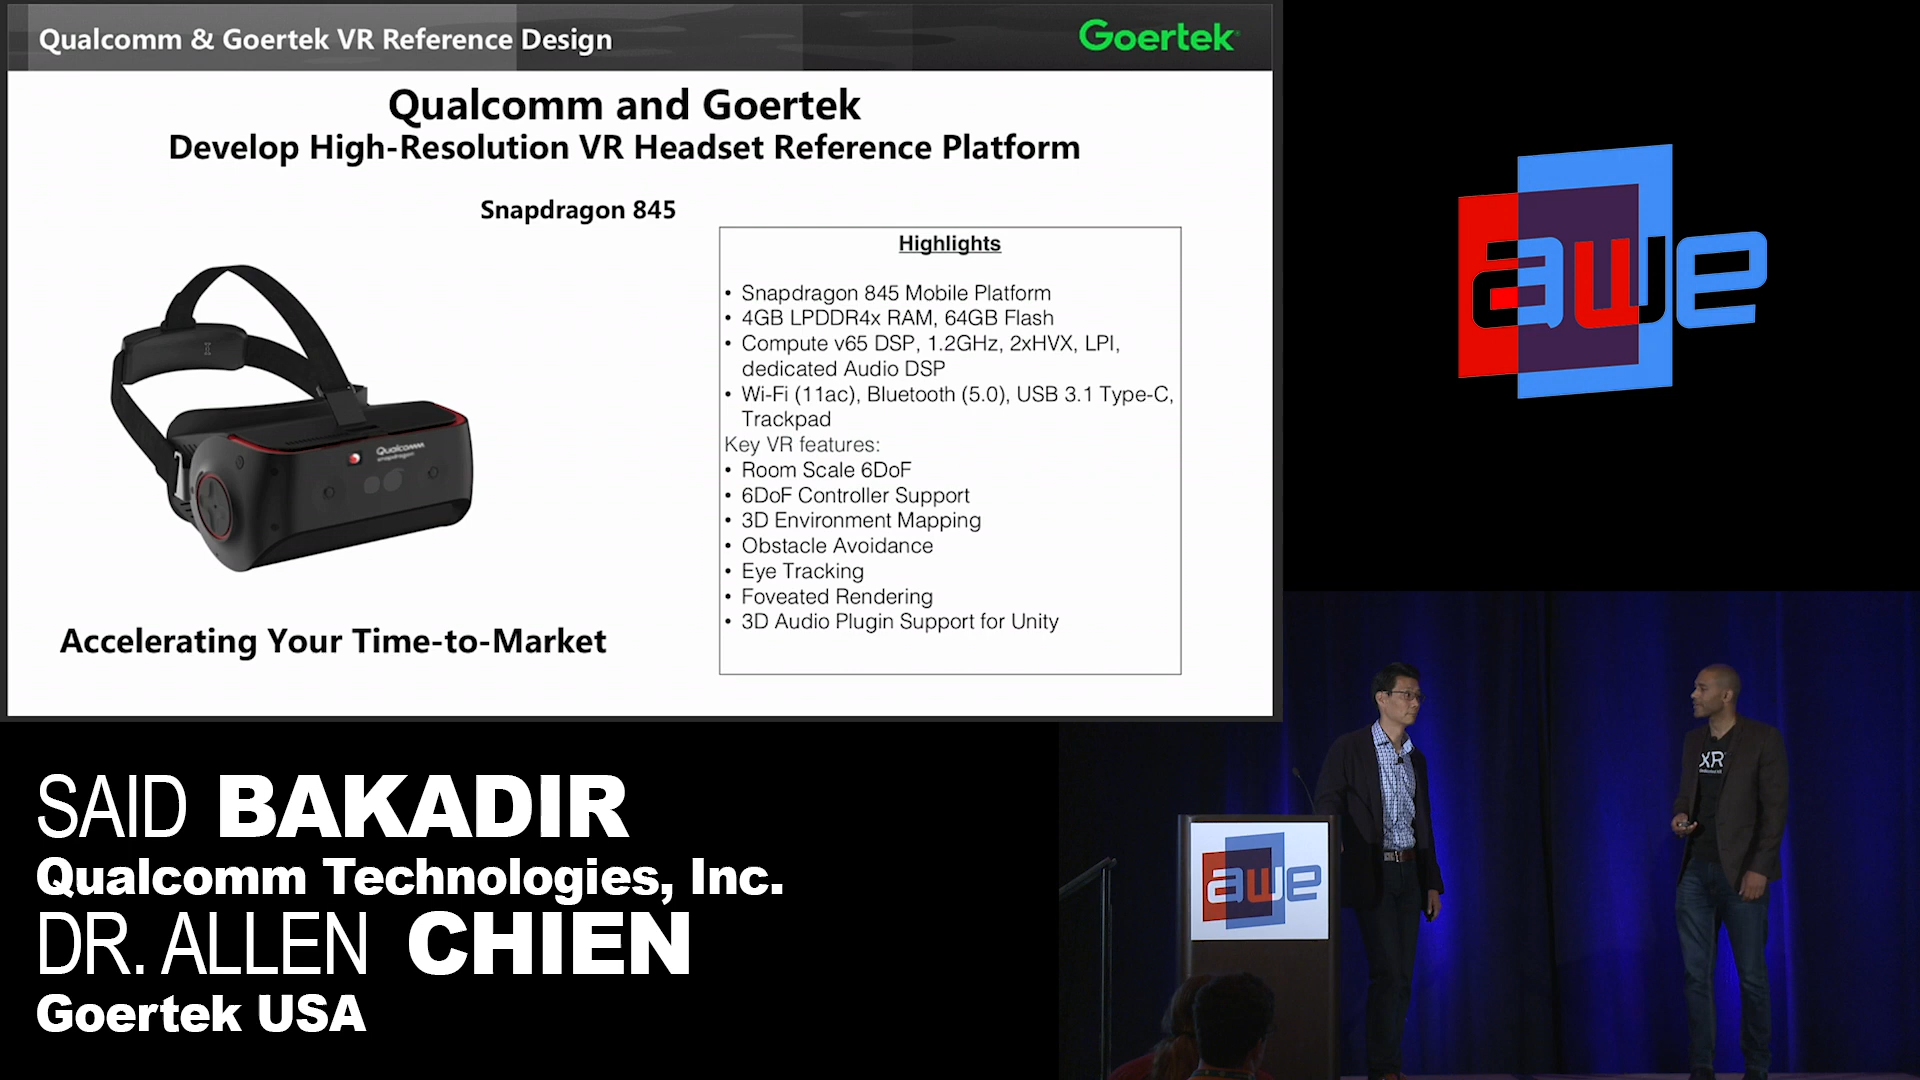 Qualcomm & Goertek VR Reference Design
Goertek
Qualcomm and Goertek
Develop High-Resolution VR Headset Reference Platform
Snapdragon 845
Highlights
• Snapdragon 845 Mobile Platform
• 4GB LPDDR4x RAM, 64GB Flash
• Compute v65 DSP, 1.2GHz, 2xHVX, LPI,
dedicated Audio DSP
• Wi-Fi (11ac), Bluetooth (5.0), USB 3.1 Type-C,
Trackpad
Key VR features:
• Room Scale 6DoF
• 6DoF Controller Support
• 3D Environment Mapping
• Obstacle Avoidance
• Eye Tracking
• Foveated Rendering
• 3D Audio Plugin Support for Unity
Qualcomm
snapdragon
Accelerating Your Time-to-Market
awe
XR
awe
SAID BAKADIR
Qualcomm Technologies, Inc.
DR. ALLEN CHIEN
Goertek USA